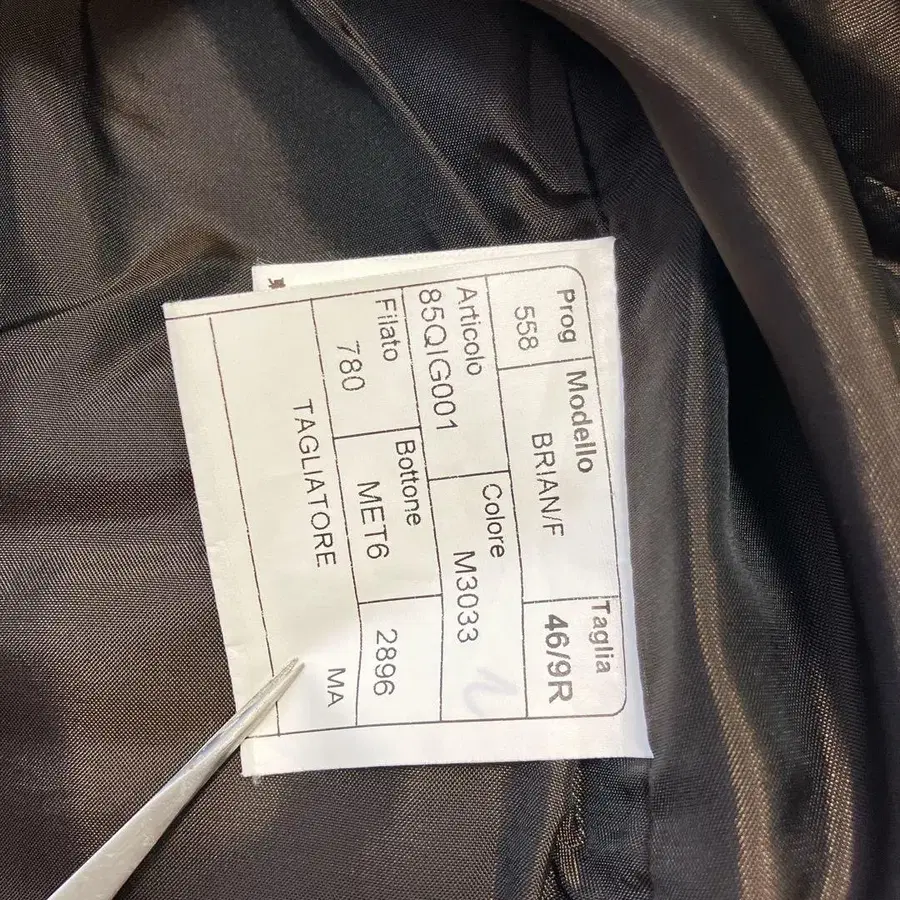 Prog Modello Taglia
558 BRIAN/F 46/9R
Articolo Colore
85QIG001 M3033
Filato Bottone
780 MET6 2896
TAGLIATORE MA